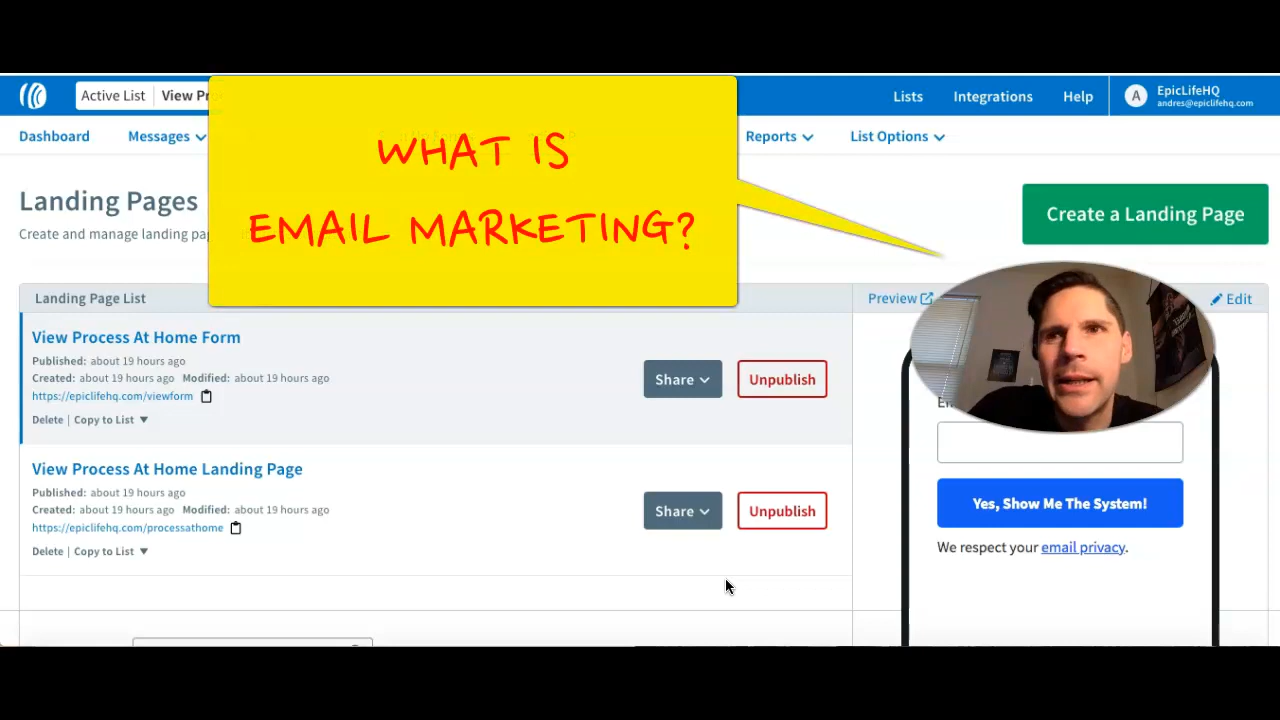 Active List
View Pr
Lists
Integrations
Help
A
EpicLifeHQ
andres@epiclifehq.com
Dashboard
Messages
Reports
List Options
WHAT IS
EMAIL MARKETING?
Landing Pages
Create and manage landing pag
Create a Landing Page
Landing Page List
Preview
Edit
View Process At Home Form
Published: about 19 hours ago
Created: about 19 hours ago Modified: about 19 hours ago
https://epiclifehq.com/viewform
Delete | Copy to List
Share
Unpublish
View Process At Home Landing Page
Published: about 19 hours ago
Created: about 19 hours ago Modified: about 19 hours ago
https://epiclifehq.com/processathome
Delete | Copy to List
Share
Unpublish
Yes, Show Me The System!
We respect your email privacy.